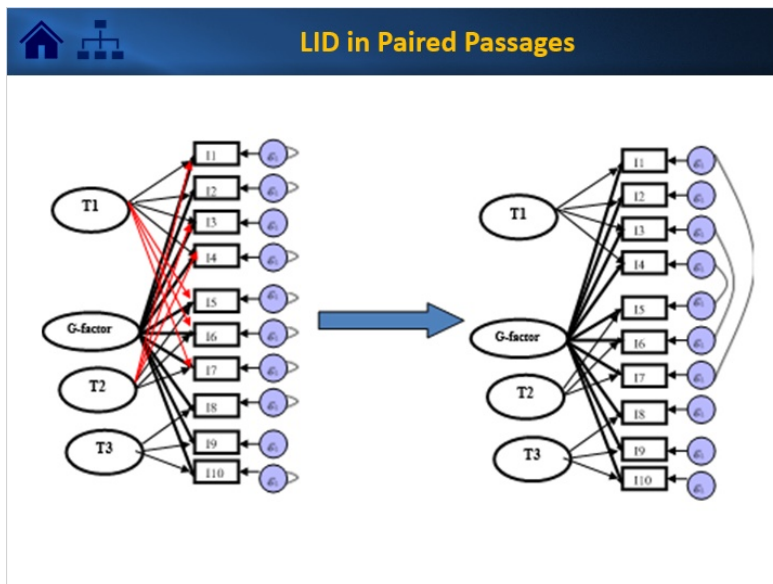 LID in Paired Passages
T1
G-factor
T2
T3
I1
I2
I3
I4
I5
I6
I7
I8
I9
I10
T1
G-factor
T2
T3
I1
I2
I3
I4
I5
I6
I7
I8
I9
I10